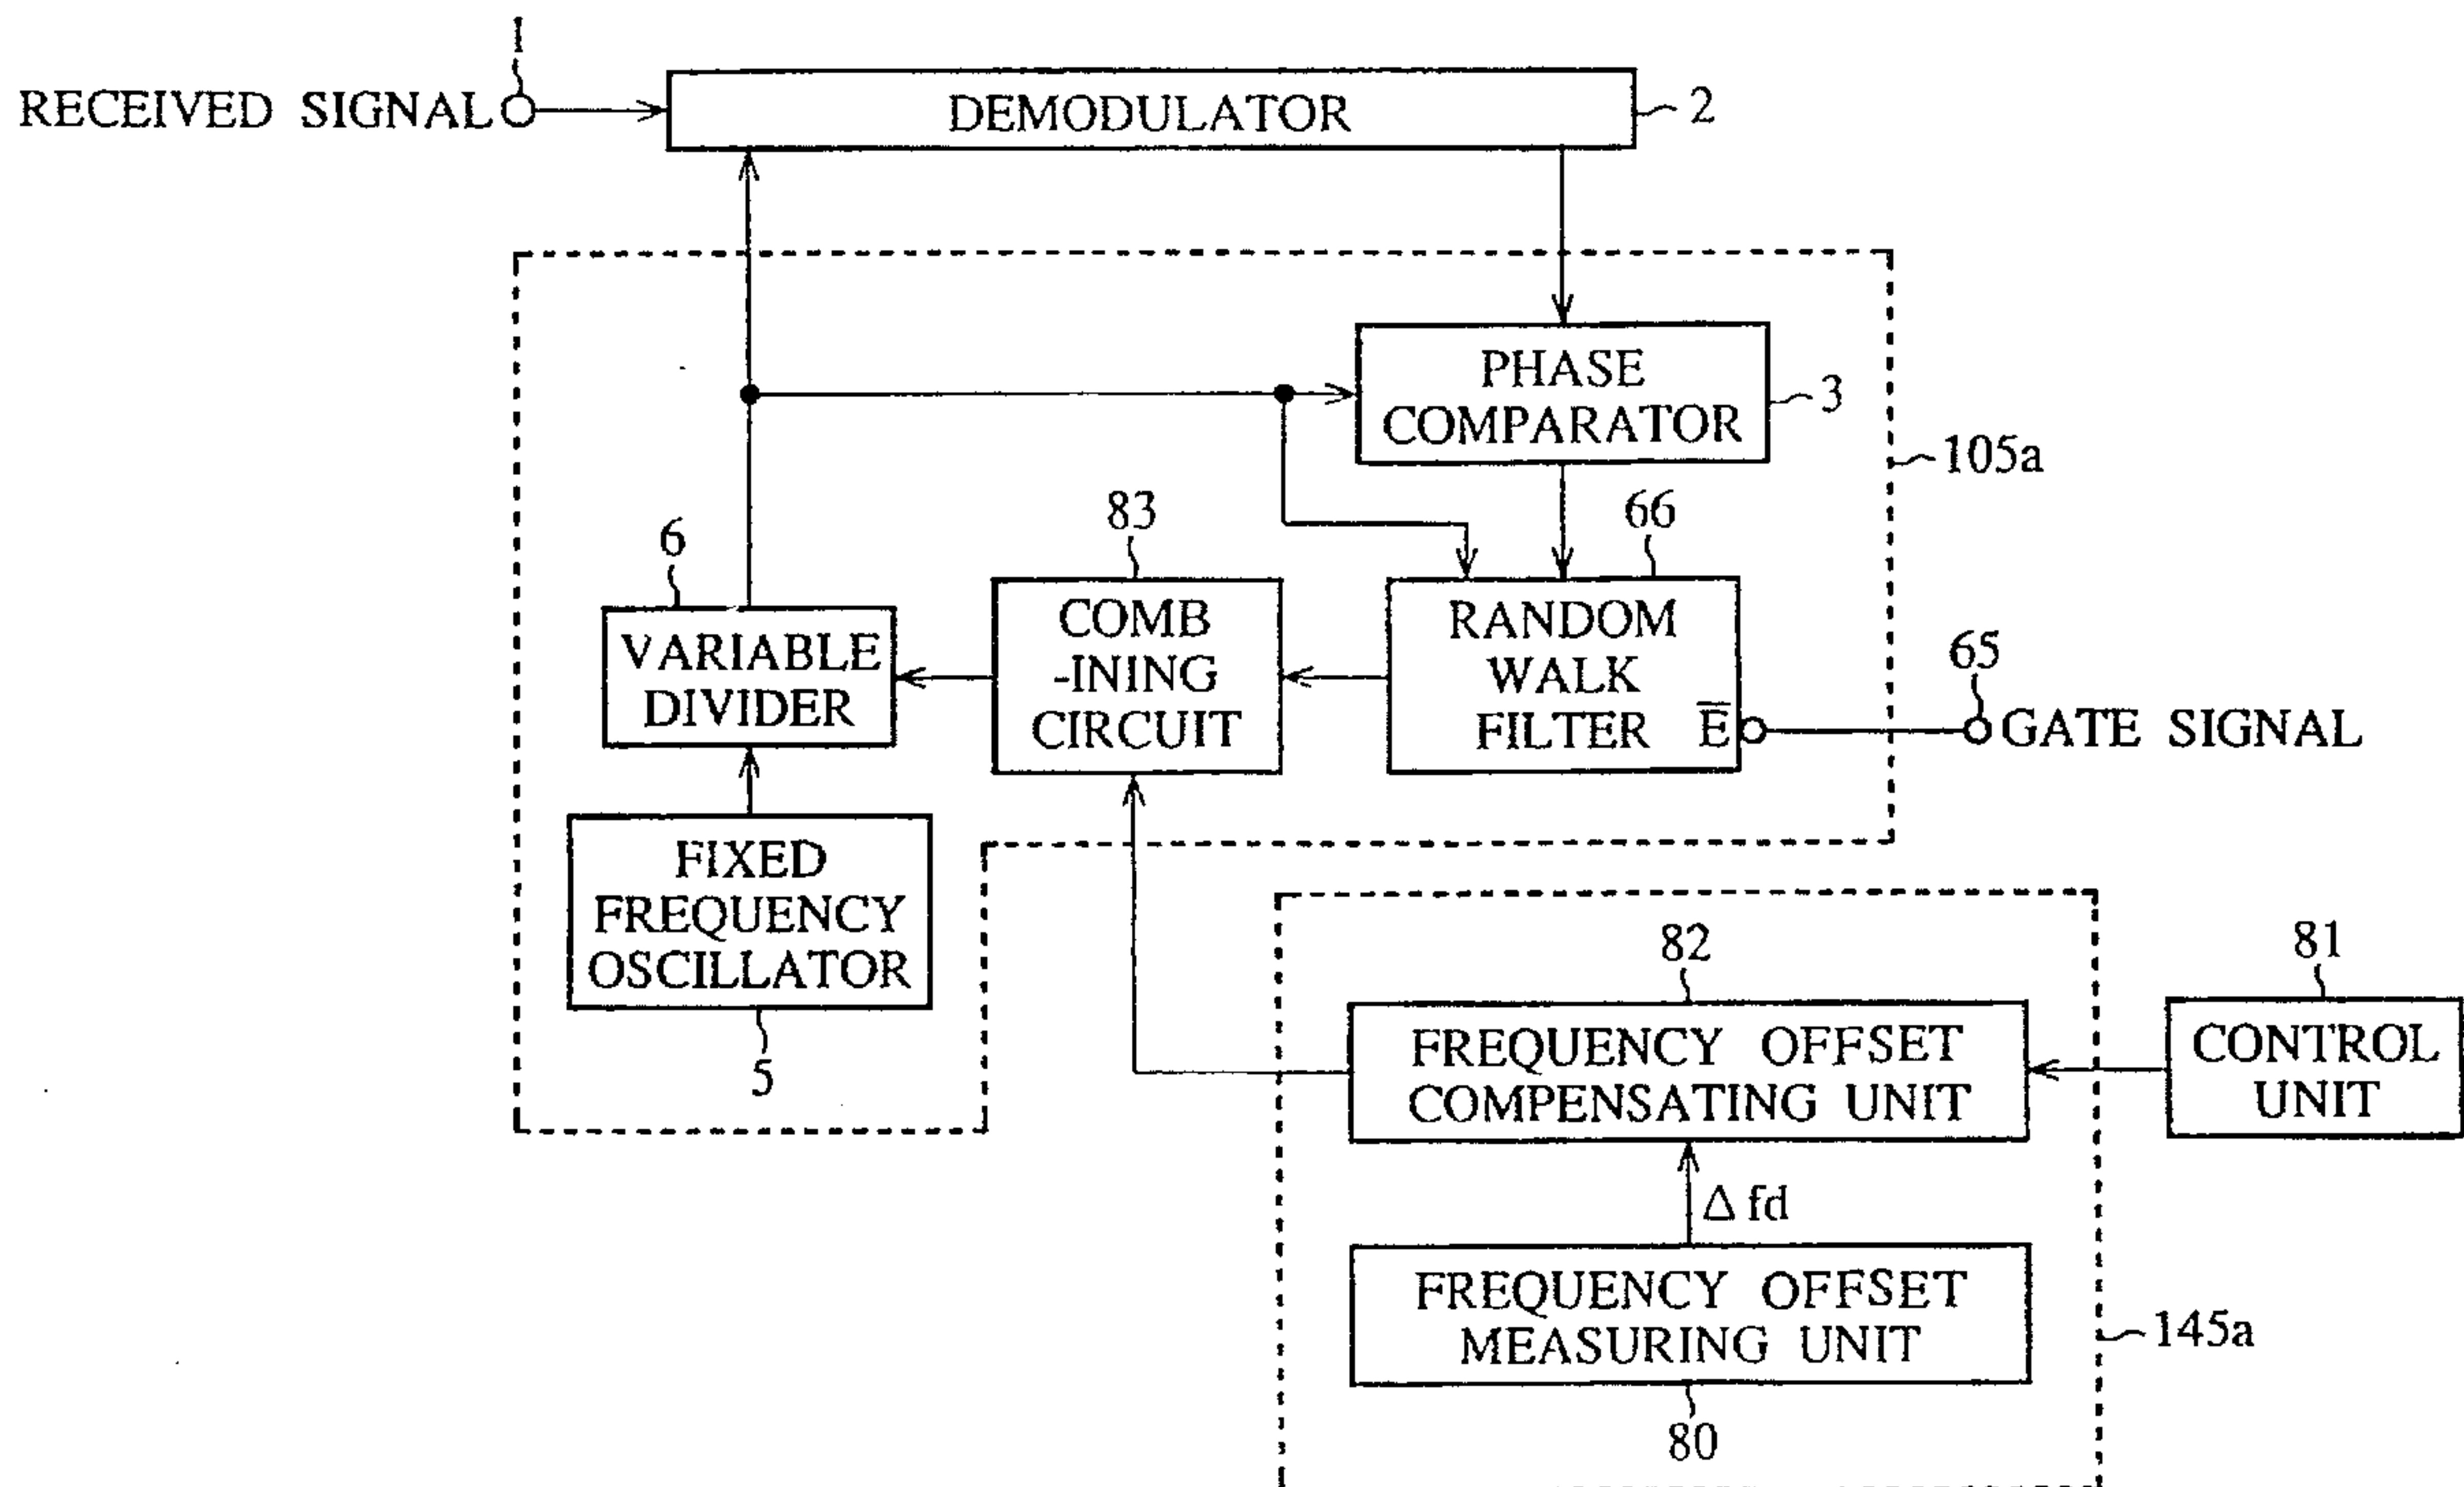 1
RECEIVED SIGNAL
DEMODULATOR
2
PHASE
COMPARATOR
3
105a
83
66
6
COMB
-INING
CIRCUIT
RANDOM
WALK
FILTER
E̅
VARIABLE
DIVIDER
65
GATE SIGNAL
FIXED
FREQUENCY
OSCILLATOR
5
82
81
FREQUENCY OFFSET
COMPENSATING UNIT
CONTROL
UNIT
Δ fd
FREQUENCY OFFSET
MEASURING UNIT
145a
80